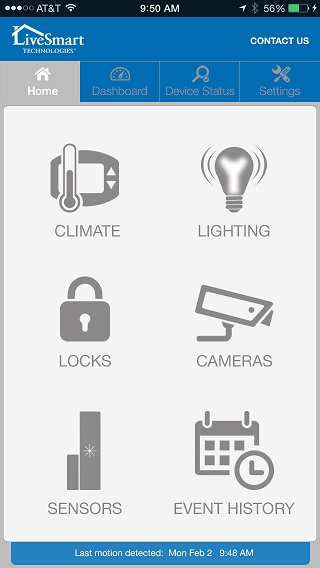 AT&T
9:50 AM
56%
LiveSmart
TECHNOLOGIES™
CONTACT US
Home
Dashboard
Device Status
Settings
CLIMATE
LIGHTING
LOCKS
CAMERAS
SENSORS
EVENT HISTORY
Last motion detected: Mon Feb 2 9:48 AM